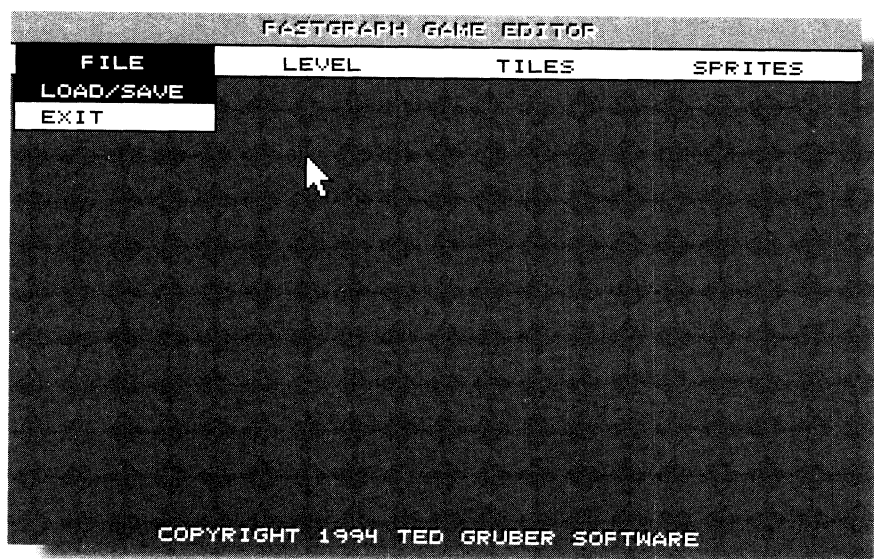 FASTGRAPH GAME EDITOR
FILE LEVEL TILES SPRITES
LOAD/SAVE
EXIT
COPYRIGHT 1994 TED GRUBER SOFTWARE